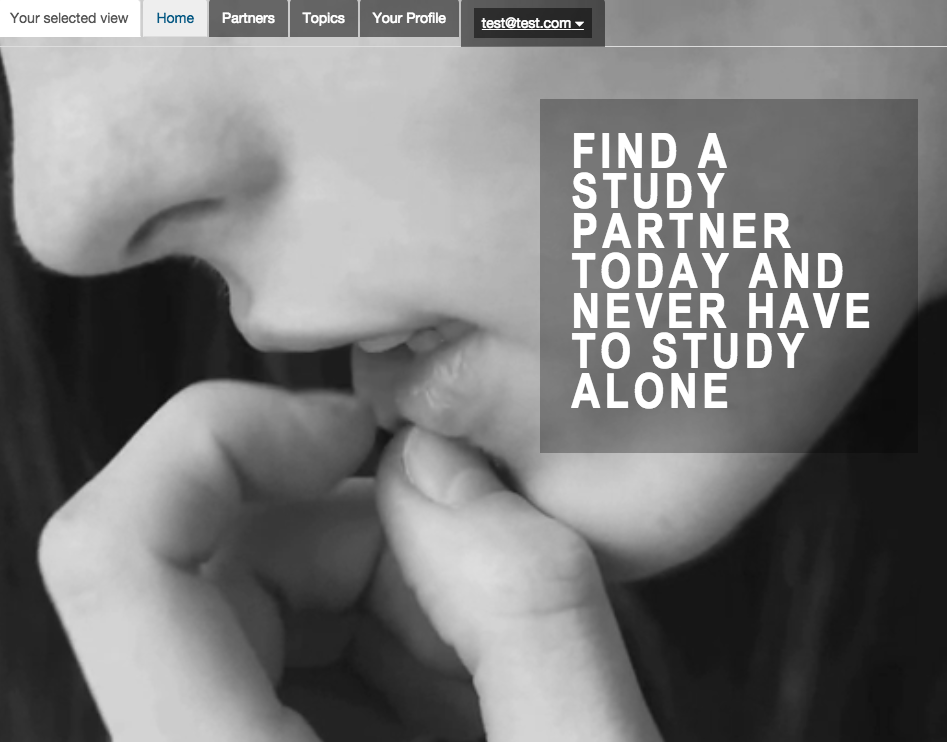 Your selected view Home Partners Topics Your Profile test@test.com
FIND A
STUDY
PARTNER
TODAY AND
NEVER HAVE
TO STUDY
ALONE